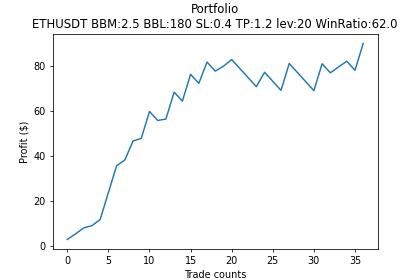 Portfolio
ETHUSDT BBM:2.5 BBL:180 SL:0.4 TP:1.2 lev:20 WinRatio:62.0
Profit ($)
80
60
40
20
0
0 5 10 15 20 25 30 35
Trade counts